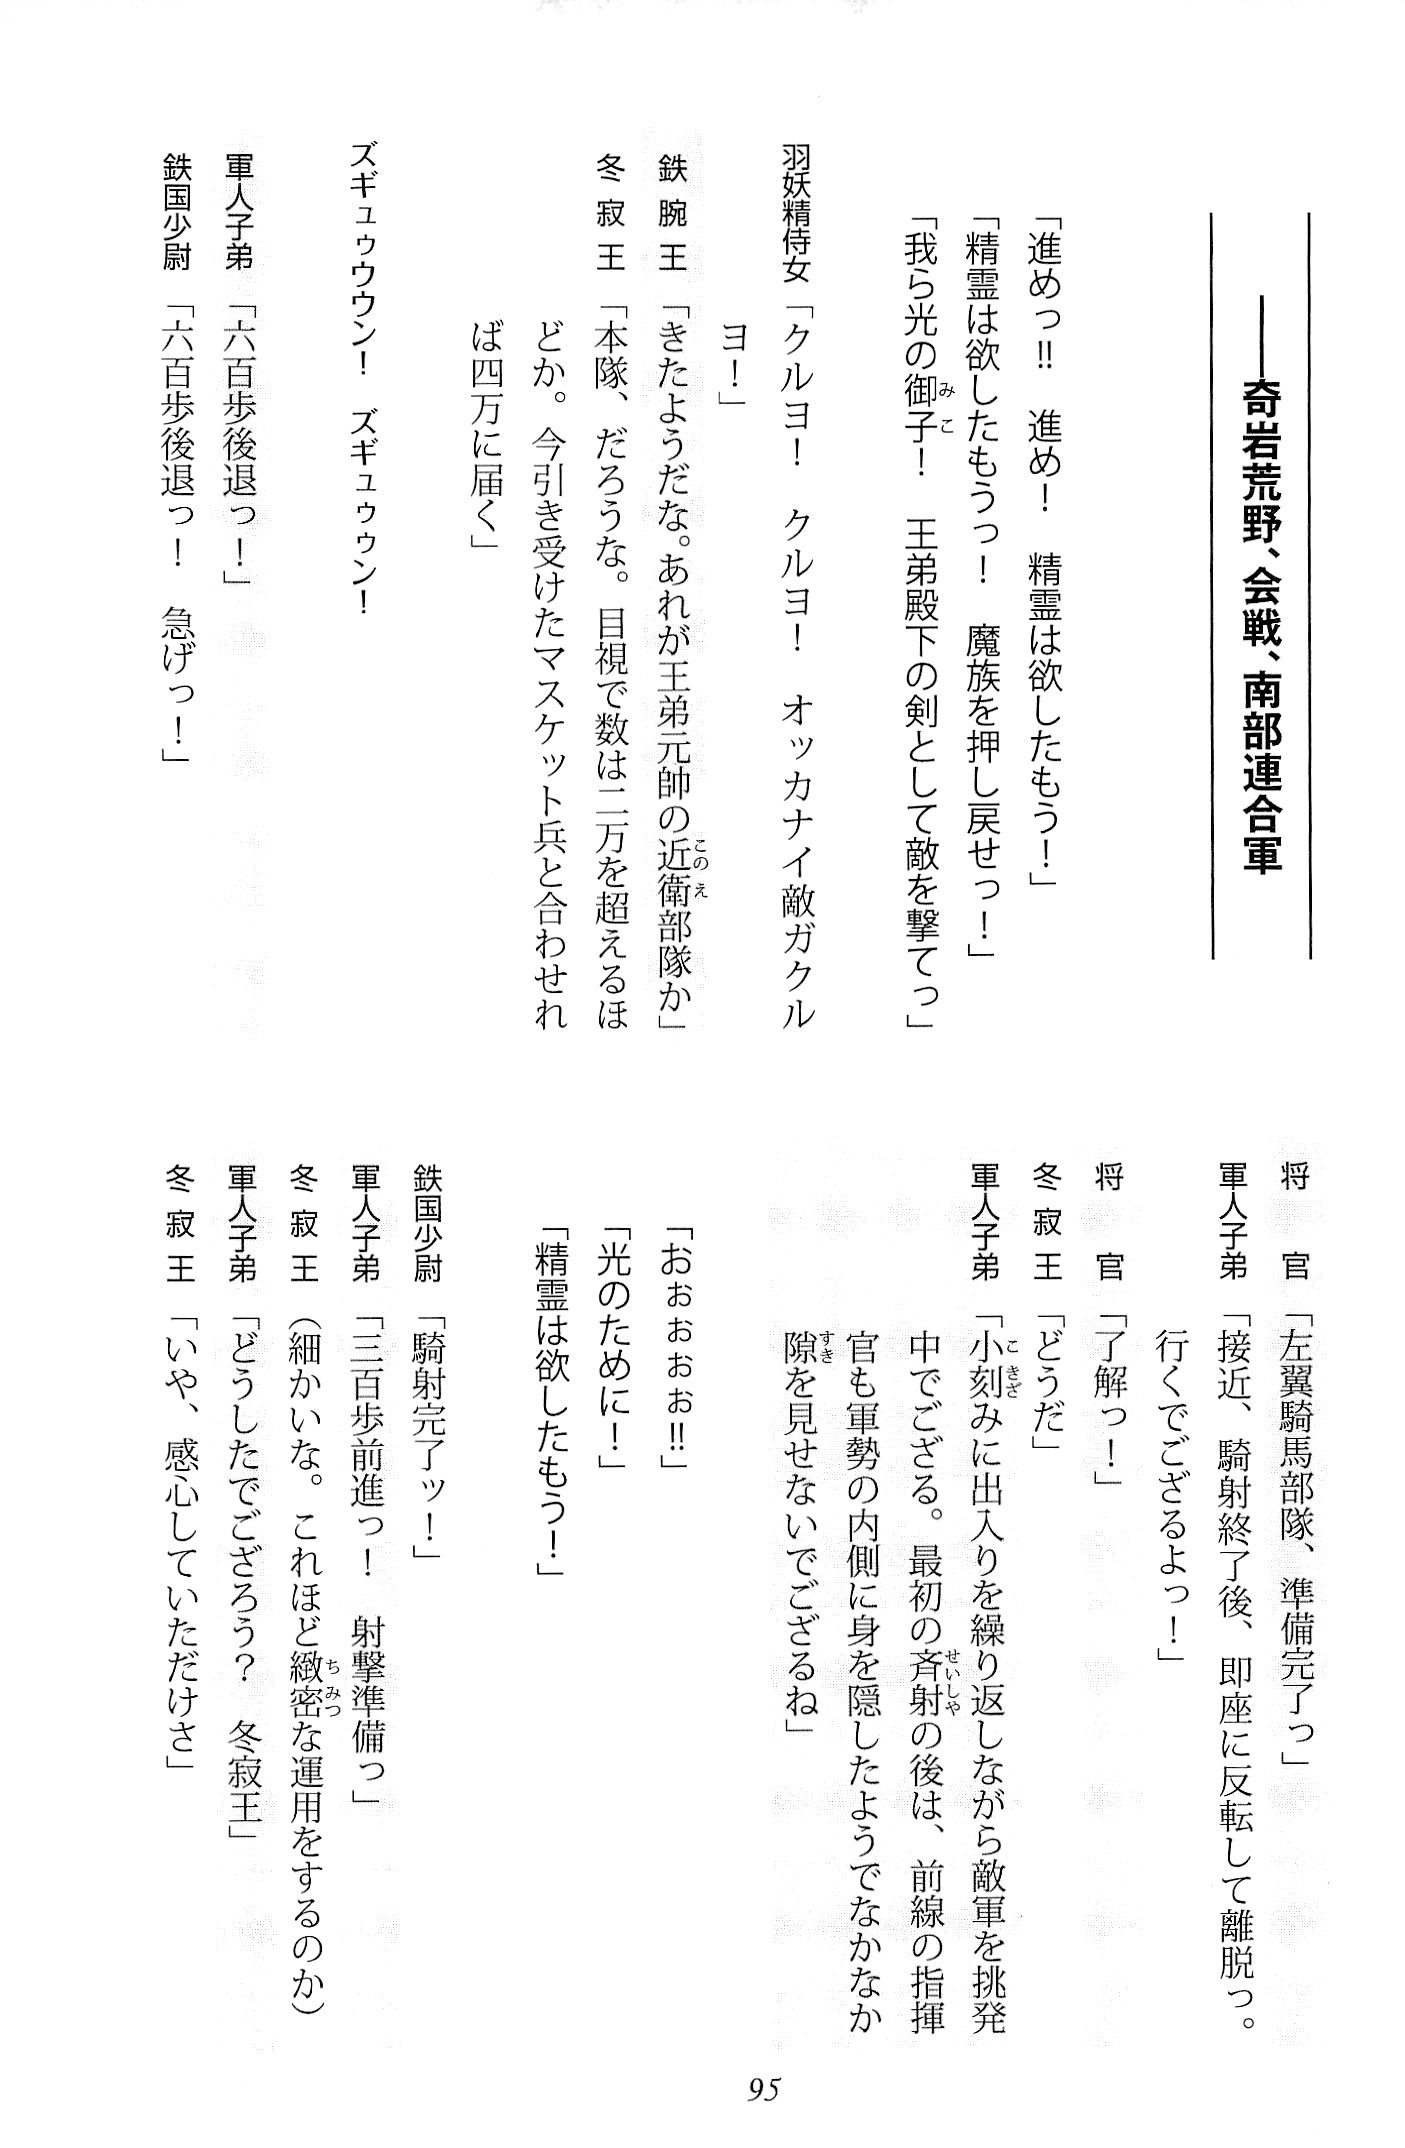 ――奇岩荒野、会戦、南部連合軍
「進めっ!!　進め！　精霊は欲したもう！」
「精霊は欲したもうっ！　魔族を押し戻せっ！」
「我ら光の御子！　王弟殿下の剣として敵を撃てっ」
みこ
羽妖精侍女「クルヨ！　クルヨ！　オッカナイ敵ガクル
ヨ！」
鉄腕王「きたようだな。あれが王弟元帥の近衛部隊か」
このえ
冬寂王「本隊、だろうな。目視で数は二万を超えるほ
どか。今引き受けたマスケット兵と合わせれ
ば四万に届く」
ズギュゥウウン！　ズギュゥゥン！
軍人子弟「六百歩後退っ！」
鉄国少尉「六百歩後退っ！　急げっ！」
将官「左翼騎馬部隊、準備完了っ」
軍人子弟「接近、騎射終了後、即座に反転して離脱っ。
行くでござるよっ！」
将官「了解っ！」
冬寂王「どうだ」
軍人子弟「小刻みに出入りを繰り返しながら敵軍を挑発
こきざ
中でござる。最初の斉射の後は、前線の指揮
せいしゃ
官も軍勢の内側に身を隠したようでなかなか
隙を見せないでござるね」
すき
「おぉぉぉぉ!!」
「光のために！」
「精霊は欲したもう！」
鉄国少尉「騎射完了ッ！」
軍人子弟「三百歩前進っ！　射撃準備っ」
冬寂王（細かいな。これほど緻密な運用をするのか）
ちみつ
軍人子弟「どうしたでござろう？　冬寂王」
冬寂王「いや、感心していただけさ」
95